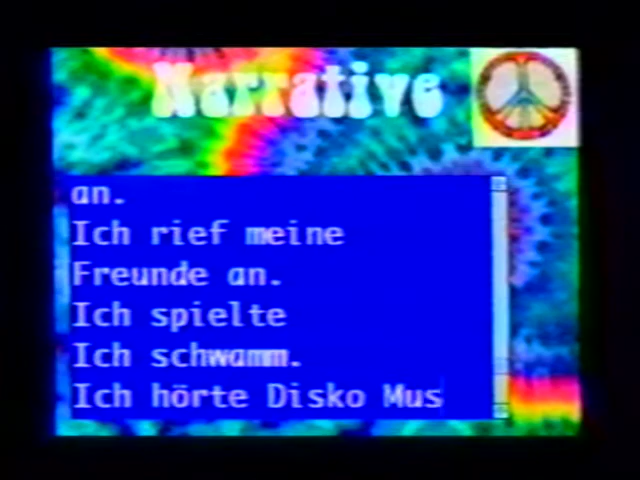 Narrative
an.
Ich rief meine
Freunde an.
Ich spielte
Ich schwamm.
Ich hörte Disko Mus